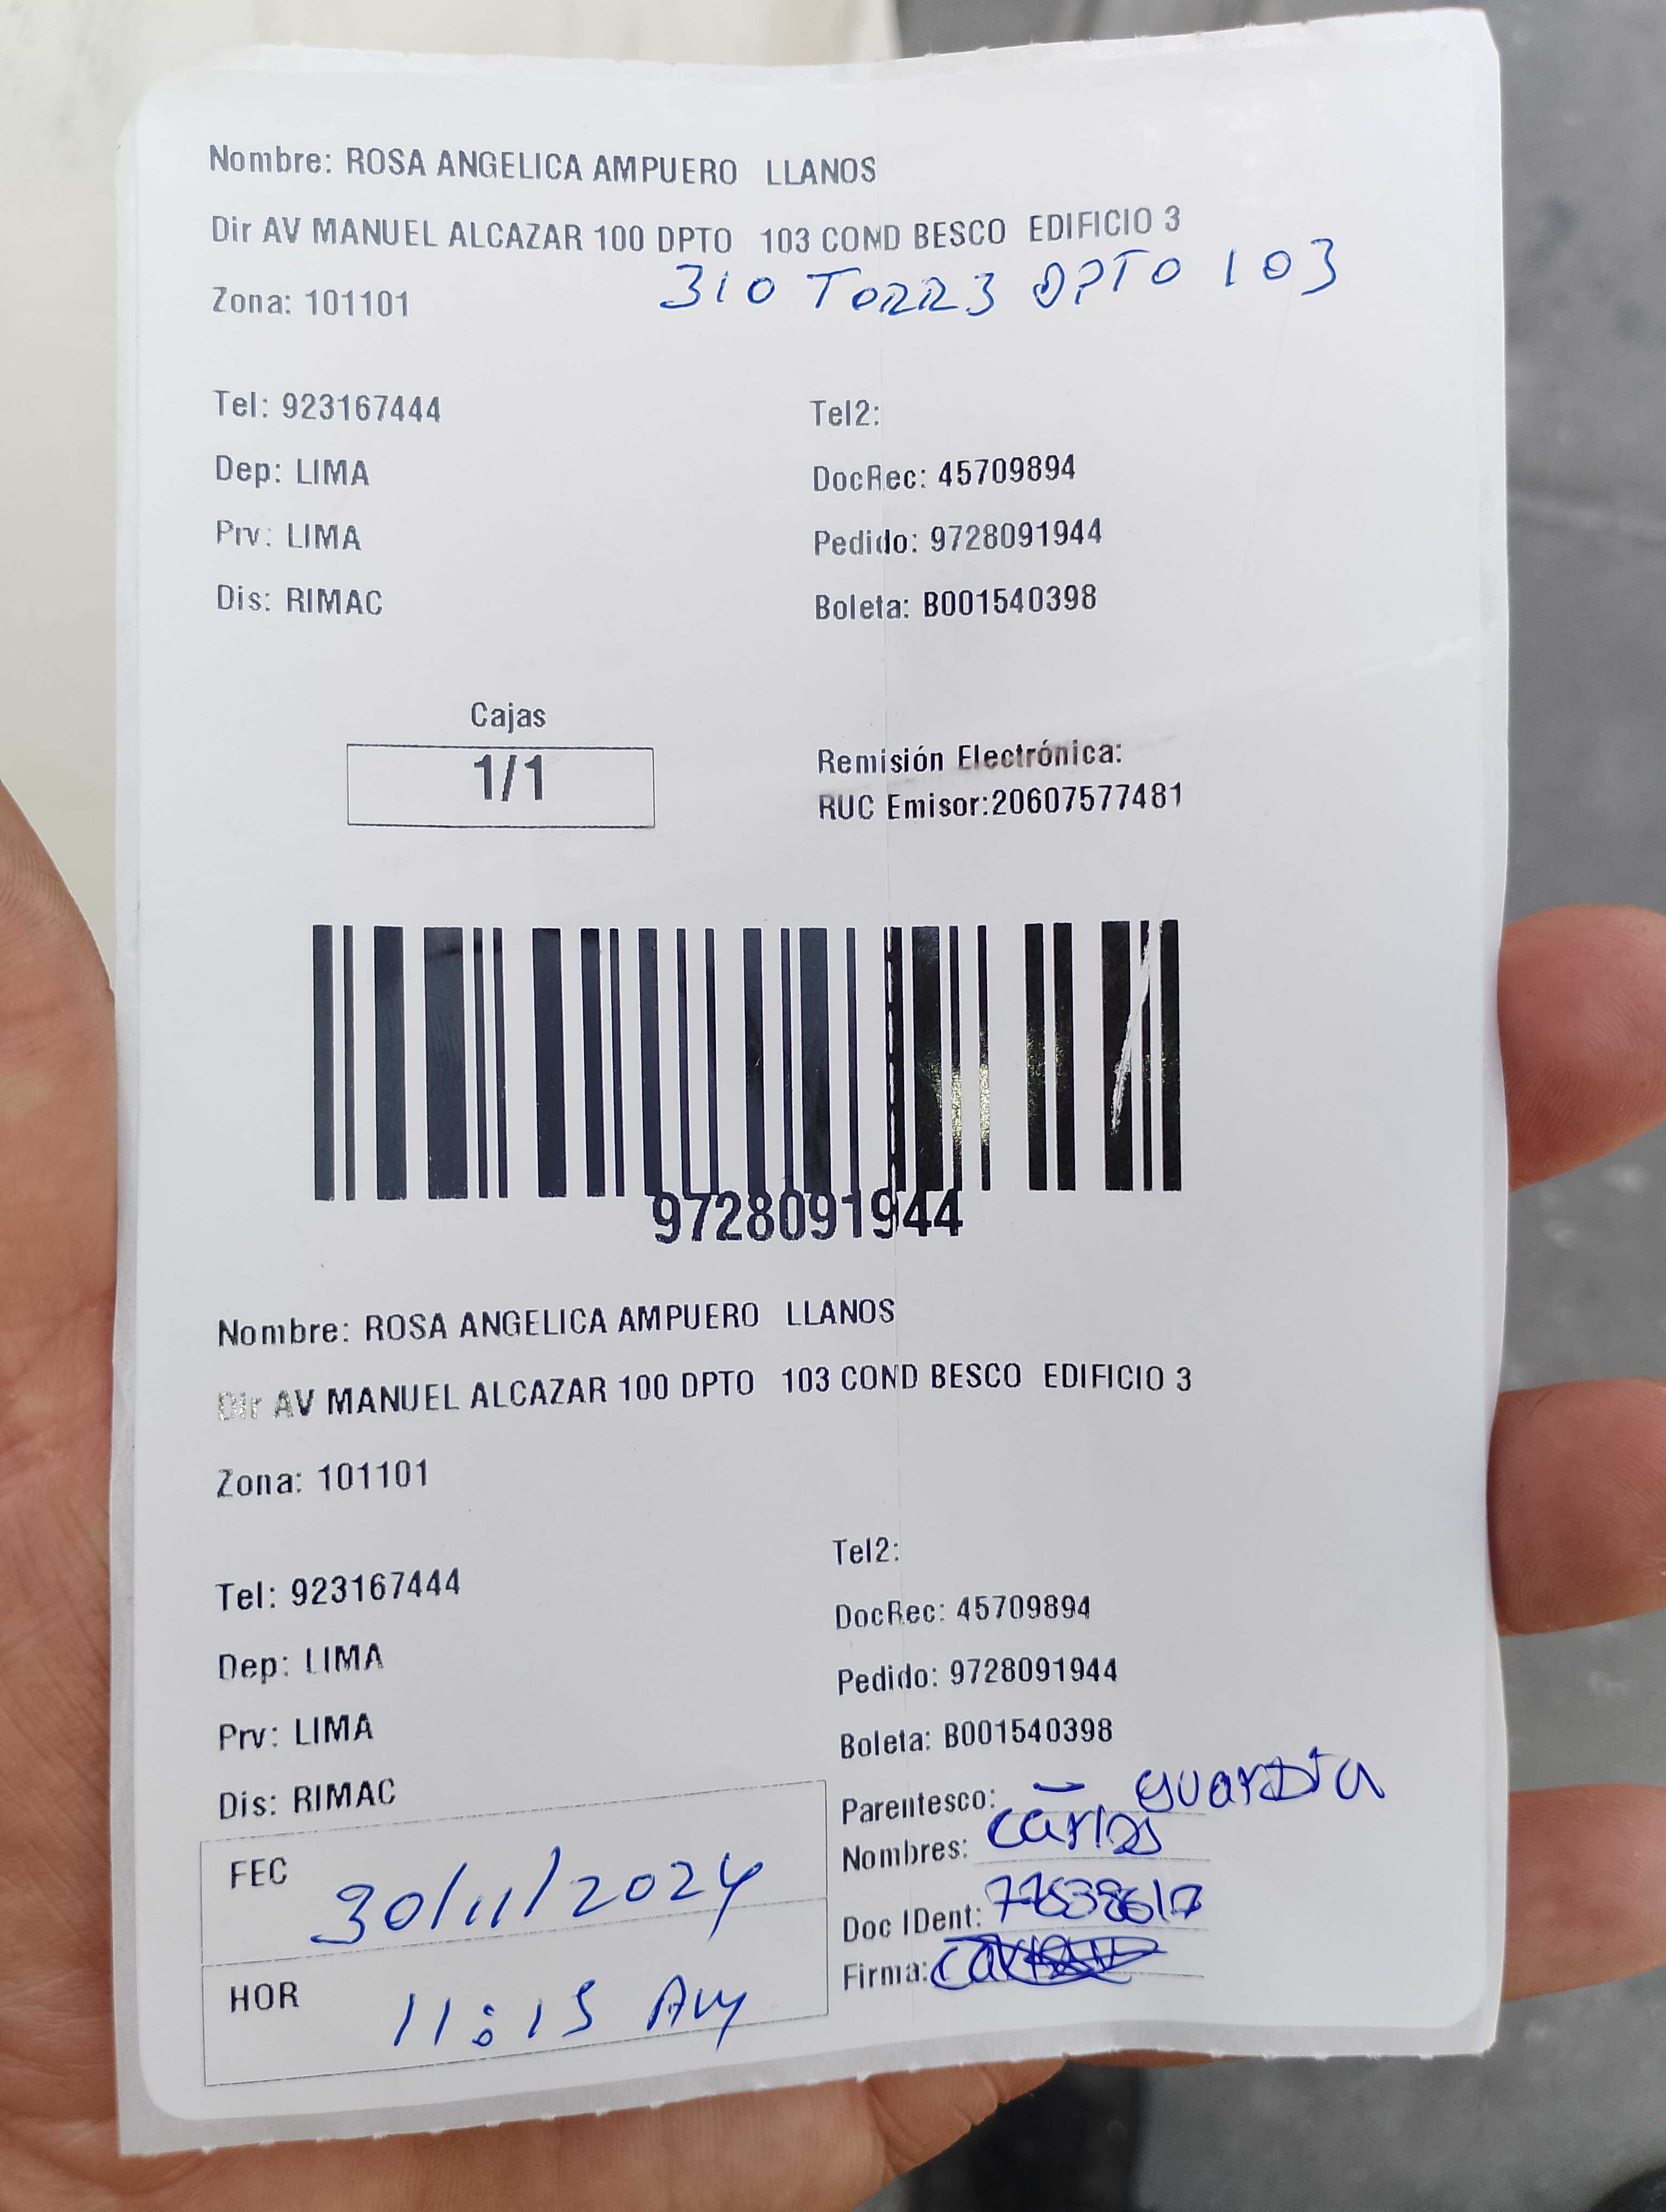 Nombre: ROSA ANGELICA AMPUERO LLANOS
Dir AV MANUEL ALCAZAR 100 DPTO 103 COND BESCO EDIFICIO 3
310 TORR3 DPTO 103
Zona: 101101
Tel: 923167444 Tel2:
Dep: LIMA DocRec: 45709894
Prv: LIMA Pedido: 9728091944
Dis: RIMAC Boleta: B001540398
Cajas
1/1
Remisión Electrónica:
RUC Emisor:20607577481
9728091944
Nombre: ROSA ANGELICA AMPUERO LLANOS
Dir AV MANUEL ALCAZAR 100 DPTO 103 COND BESCO EDIFICIO 3
Zona: 101101
Tel: 923167444 Tel2:
Dep: LIMA DocRec: 45709894
Prv: LIMA Pedido: 9728091944
Dis: RIMAC Boleta: B001540398
Parentesco: guardia
Nombres: carlos
Doc IDent:
Firma:
FEC 30/11/2024
HOR 11:15 AM